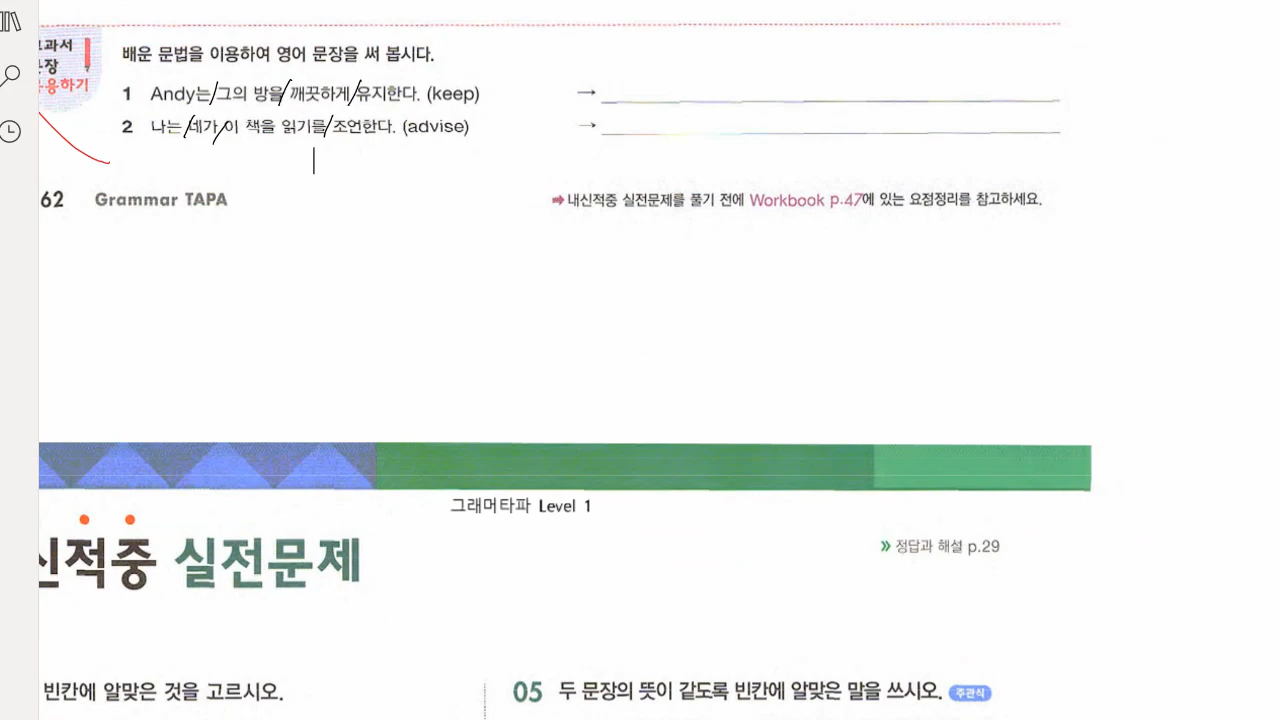 교과서
문장
응용하기
배운 문법을 이용하여 영어 문장을 써 봅시다.
1 Andy는/그의 방을/깨끗하게/유지한다. (keep) →
2 나는/네가/이 책을 읽기를/조언한다. (advise) →
62 Grammar TAPA
➡ 내신적중 실전문제를 풀기 전에 Workbook p.47에 있는 요점정리를 참고하세요.
그래머타파 Level 1
신적중 실전문제
» 정답과 해설 p.29
빈칸에 알맞은 것을 고르시오.
05 두 문장의 뜻이 같도록 빈칸에 알맞은 말을 쓰시오. 주관식